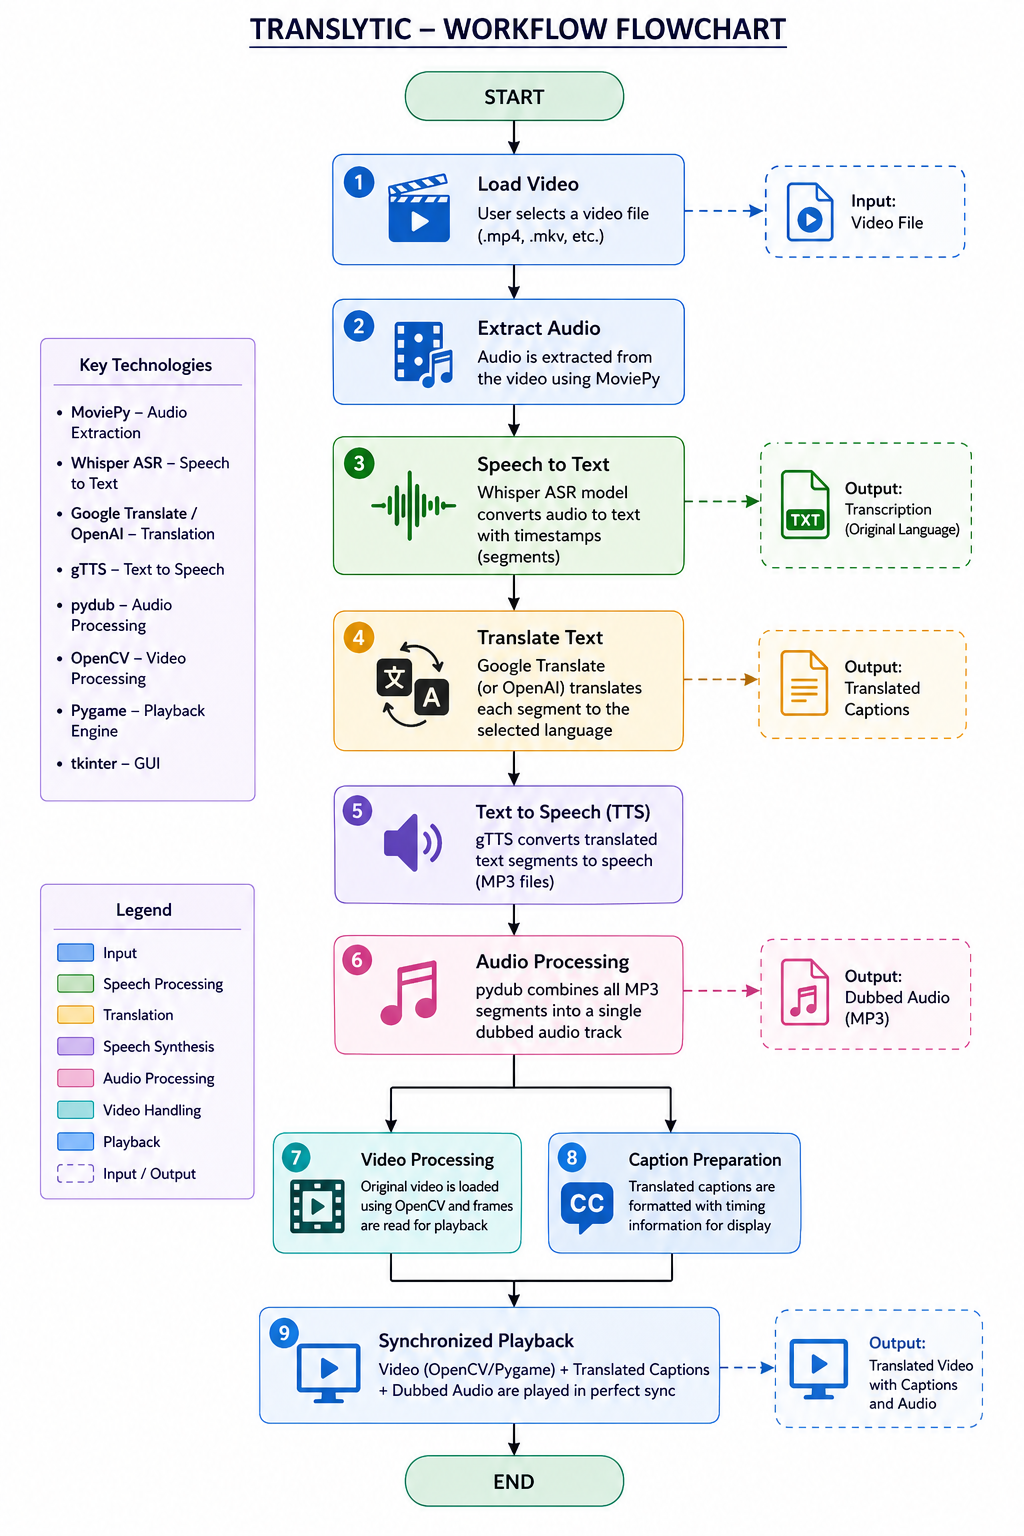 TRANSLYTIC – WORKFLOW FLOWCHART
START
1
Load Video
User selects a video file
(.mp4, .mkv, etc.)
Input:
Video File
2
Extract Audio
Audio is extracted from
the video using MoviePy
3
Speech to Text
Whisper ASR model
converts audio to text
with timestamps
(segments)
TXT
Output:
Transcription
(Original Language)
4
文
A
Translate Text
Google Translate
(or OpenAI) translates
each segment to the
selected language
Output:
Translated
Captions
5
Text to Speech (TTS)
gTTS converts translated
text segments to speech
(MP3 files)
6
Audio Processing
pydub combines all MP3
segments into a single
dubbed audio track
Output:
Dubbed Audio
(MP3)
7
Video Processing
Original video is loaded
using OpenCV and frames
are read for playback
8
CC
Caption Preparation
Translated captions are
formatted with timing
information for display
9
Synchronized Playback
Video (OpenCV/Pygame) + Translated Captions
+ Dubbed Audio are played in perfect sync
Output:
Translated Video
with Captions
and Audio
END
Key Technologies
• MoviePy – Audio
Extraction
• Whisper ASR – Speech
to Text
• Google Translate /
OpenAI – Translation
• gTTS – Text to Speech
• pydub – Audio
Processing
• OpenCV – Video
Processing
• Pygame – Playback
Engine
• tkinter – GUI
Legend
Input
Speech Processing
Translation
Speech Synthesis
Audio Processing
Video Handling
Playback
Input / Output